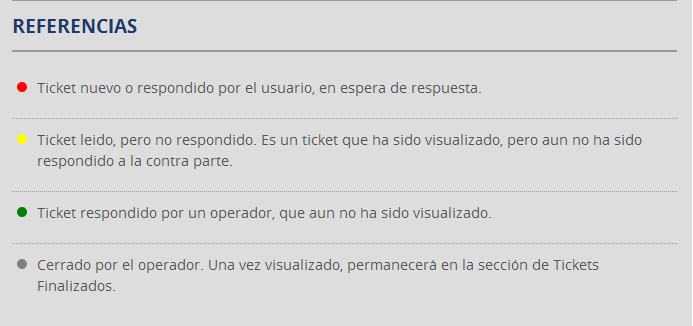 REFERENCIAS
Ticket nuevo o respondido por el usuario, en espera de respuesta.
Ticket leido, pero no respondido. Es un ticket que ha sido visualizado, pero aun no ha sido
respondido a la contra parte.
Ticket respondido por un operador, que aun no ha sido visualizado.
Cerrado por el operador. Una vez visualizado, permanecerá en la sección de Tickets
Finalizados.